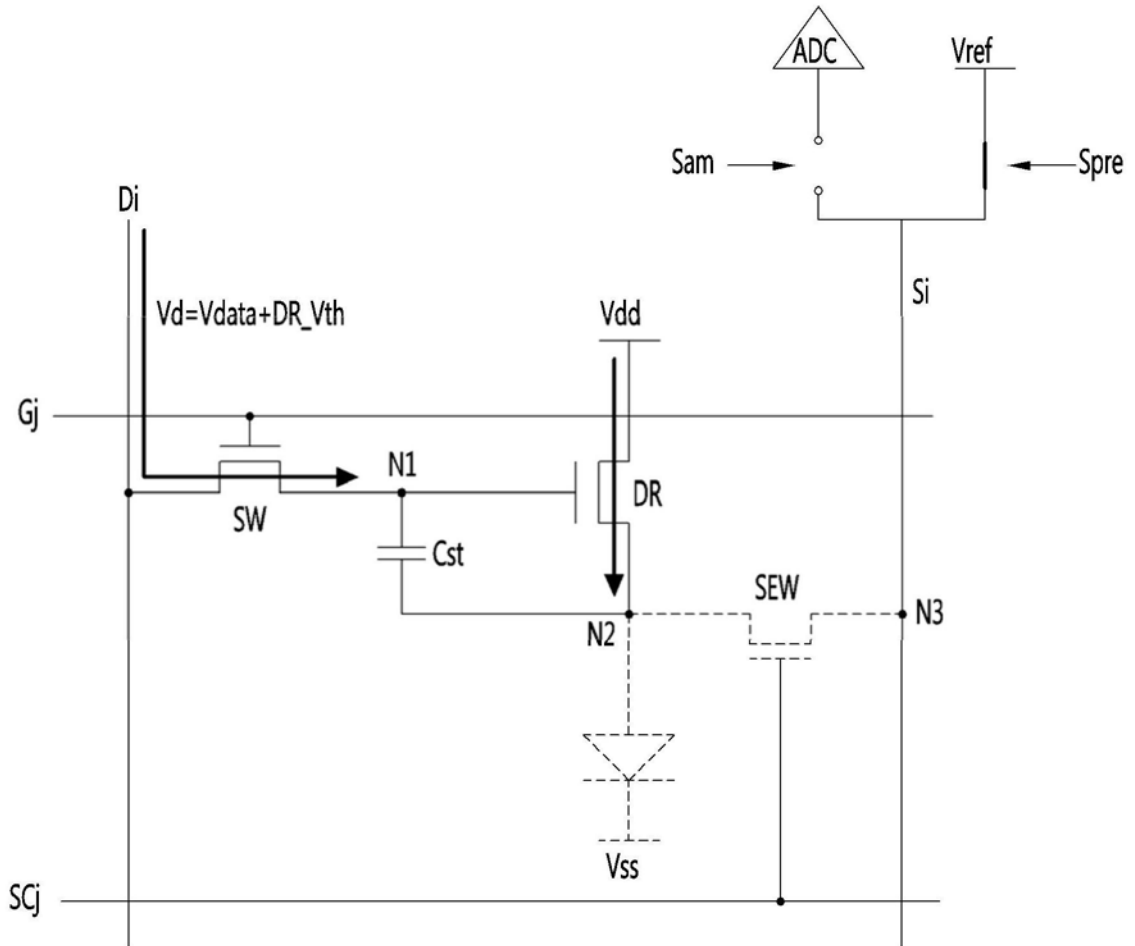 ADC
Vref
Sam
Spre
Di
Si
Vd=Vdata+DR_Vth
Vdd
Gj
N1
DR
SW
Cst
SEW
N2
N3
Vss
SCj